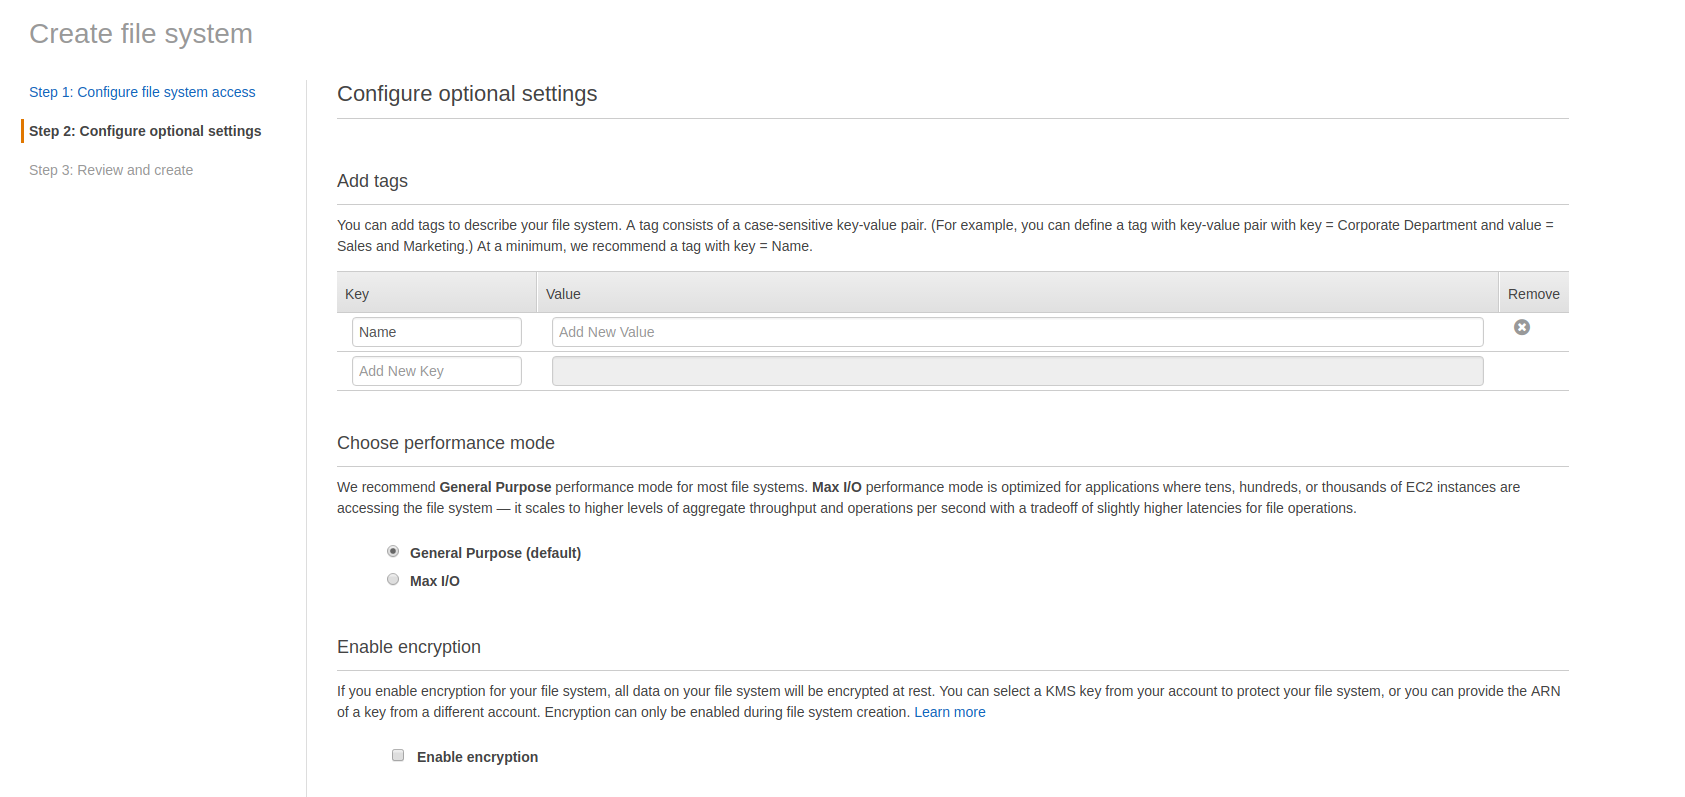 Create file system
Step 1: Configure file system access
Step 2: Configure optional settings
Step 3: Review and create
Configure optional settings
Add tags
You can add tags to describe your file system. A tag consists of a case-sensitive key-value pair. (For example, you can define a tag with key-value pair with key = Corporate Department and value =
Sales and Marketing.) At a minimum, we recommend a tag with key = Name.
Key Value Remove
Name Add New Value
Add New Key
Choose performance mode
We recommend General Purpose performance mode for most file systems. Max I/O performance mode is optimized for applications where tens, hundreds, or thousands of EC2 instances are
accessing the file system — it scales to higher levels of aggregate throughput and operations per second with a tradeoff of slightly higher latencies for file operations.
General Purpose (default)
Max I/O
Enable encryption
If you enable encryption for your file system, all data on your file system will be encrypted at rest. You can select a KMS key from your account to protect your file system, or you can provide the ARN
of a key from a different account. Encryption can only be enabled during file system creation. Learn more
Enable encryption